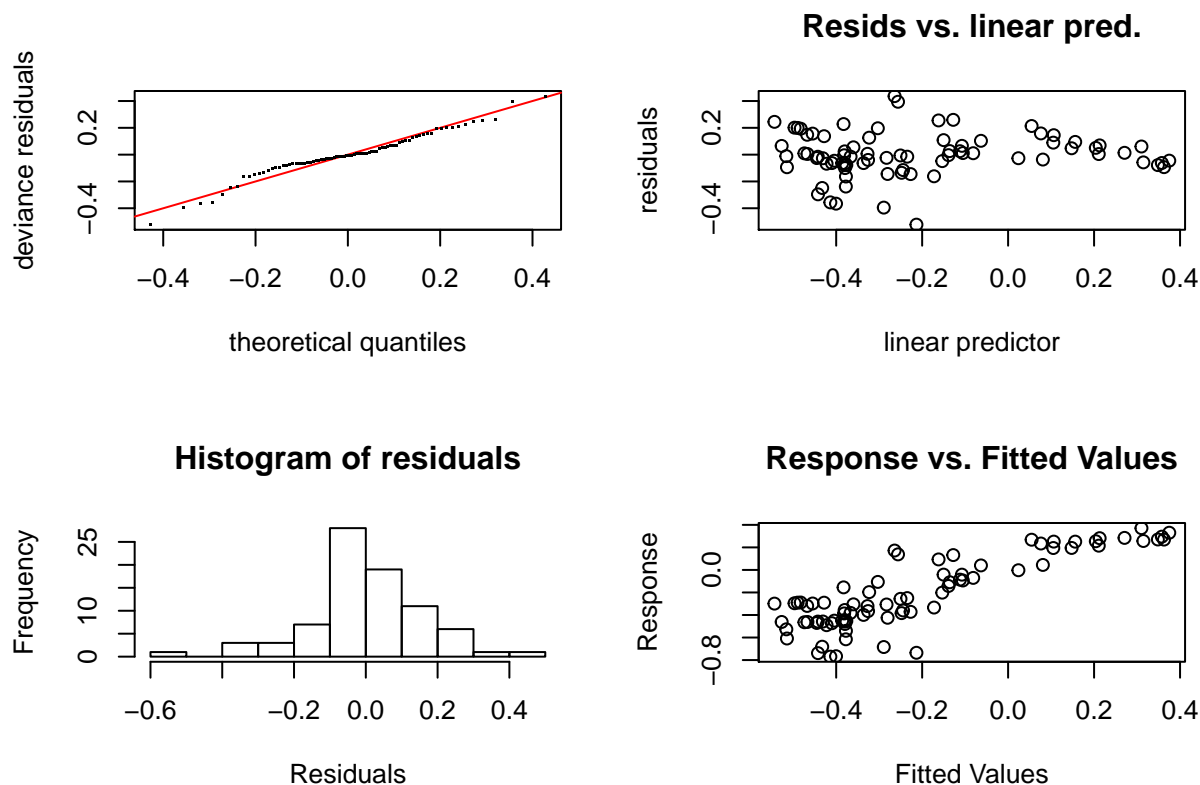 deviance residuals
0.2
−0.4
−0.4
−0.2
0.0
0.2
0.4
theoretical quantiles
Resids vs. linear pred.
residuals
0.2
−0.4
−0.4
−0.2
0.0
0.2
0.4
linear predictor
Histogram of residuals
Frequency
25
10
0
−0.6
−0.2
0.0
0.2
0.4
Residuals
Response vs. Fitted Values
Response
0.0
−0.8
−0.4
−0.2
0.0
0.2
0.4
Fitted Values